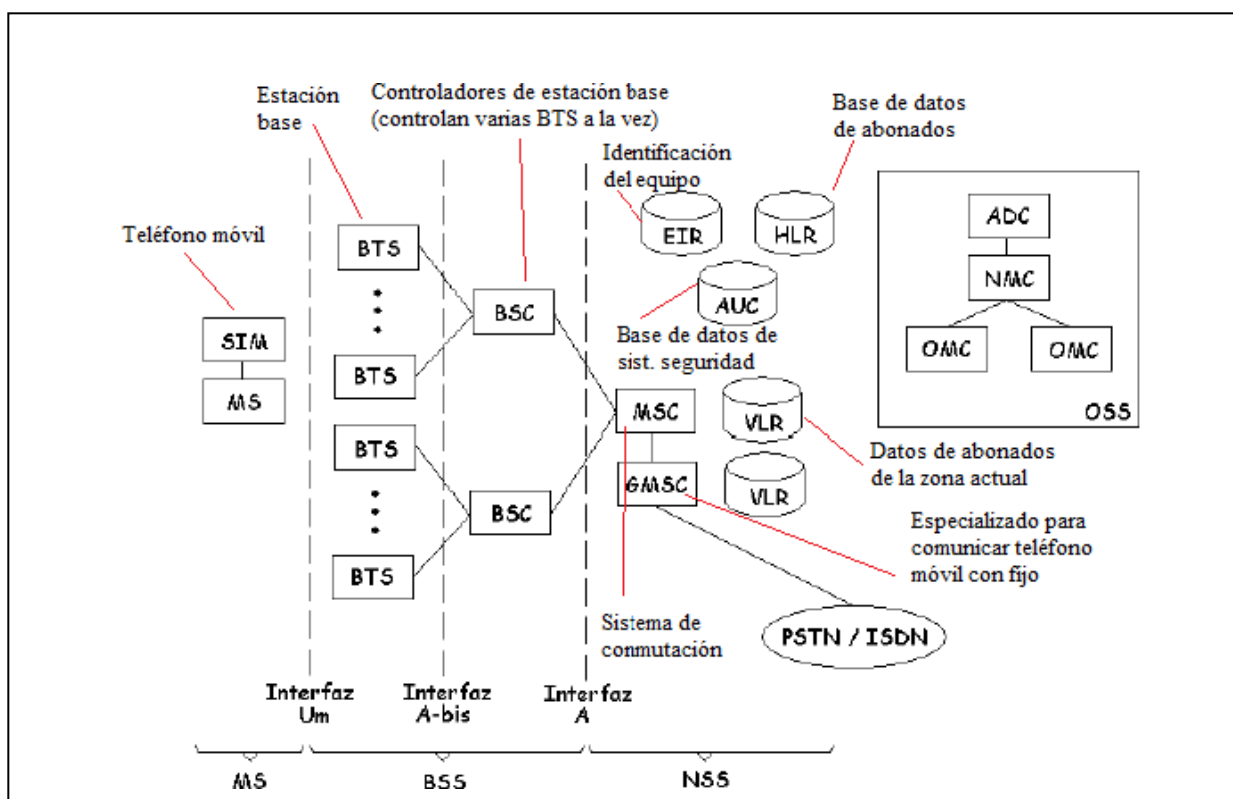 Estación
base
Controladores de estación base
(controlan varias BTS a la vez)
Base de datos
de abonados
Identificación
del equipo
Teléfono móvil
BTS
EIR
HLR
ADC
NMC
AUC
BSC
SIM
OMC
OMC
Base de datos de
sist. seguridad
BTS
MS
MSC
VLR
OSS
BTS
Datos de abonados
de la zona actual
GMSC
VLR
BSC
Especializado para
comunicar teléfono
móvil con fijo
BTS
Sistema de
conmutación
PSTN / ISDN
Interfaz
Um
Interfaz
A-bis
Interfaz
A
MS
BSS
NSS